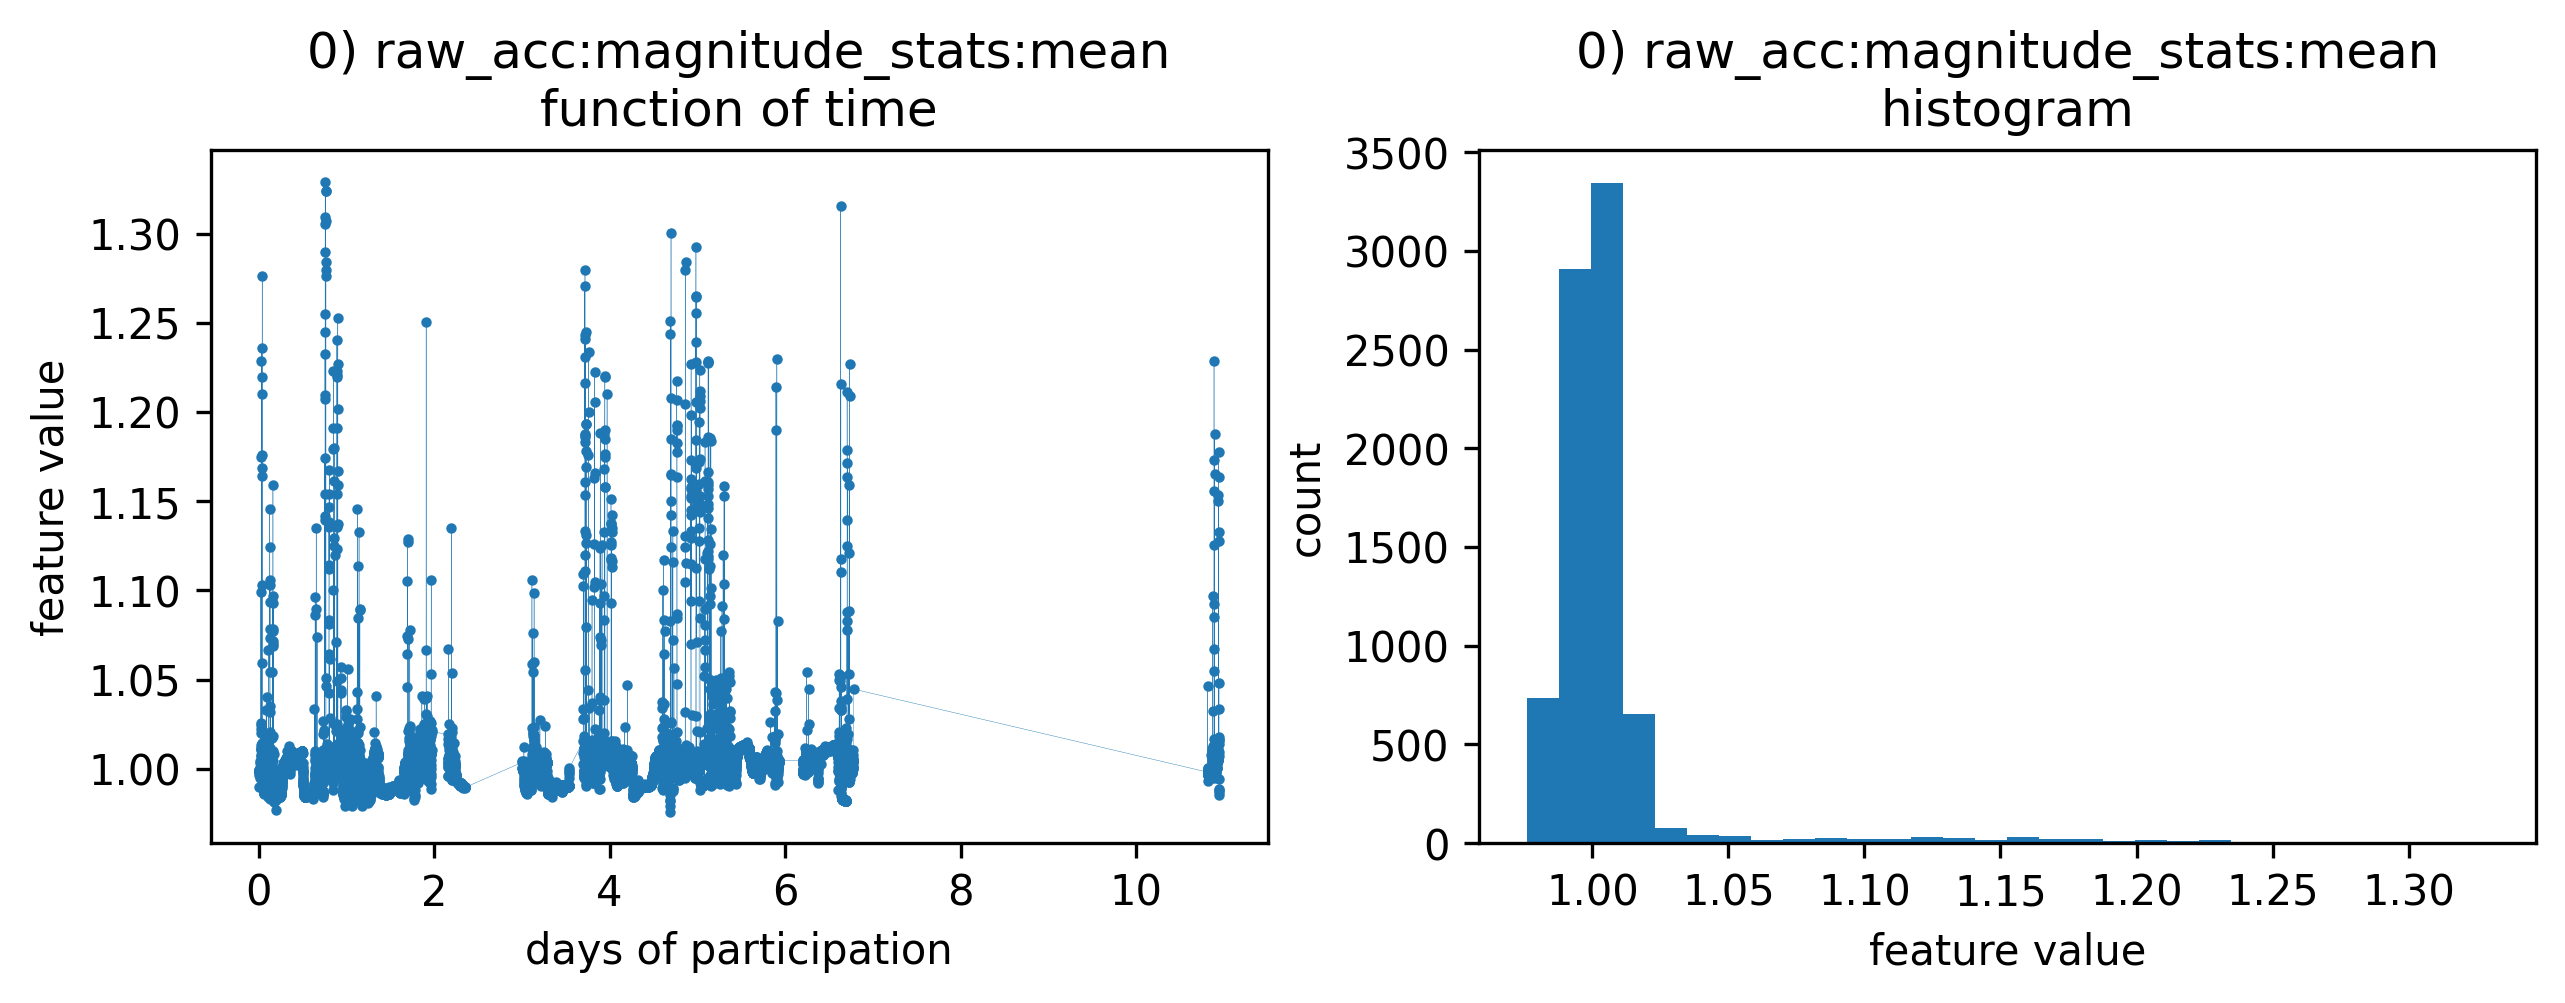 0) raw_acc:magnitude_stats:mean
function of time
feature value
1.30
1.25
1.20
1.15
1.10
1.05
1.00
0 2 4 6 8 10
days of participation
0) raw_acc:magnitude_stats:mean
histogram
count
3500
3000
2500
2000
1500
1000
500
0
1.00 1.05 1.10 1.15 1.20 1.25 1.30
feature value